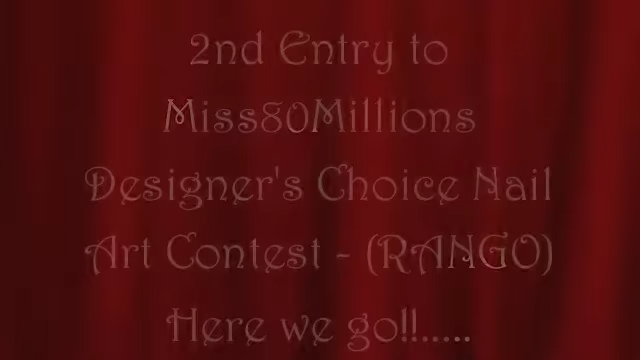 2nd Entry to
Miss80Millions
Designer's Choice Nail
Art Contest - (RANGO)
Here we go!!......